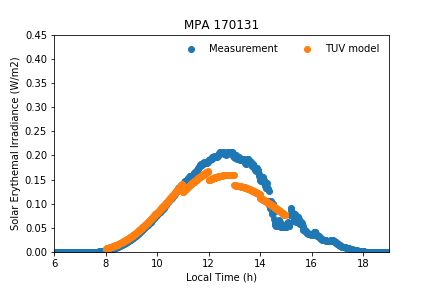 MPA 170131
Measurement TUV model
Solar Erythemal Irradiance (W/m2)
0.45
0.40
0.35
0.30
0.25
0.20
0.15
0.10
0.05
0.00
6 8 10 12 14 16 18
Local Time (h)